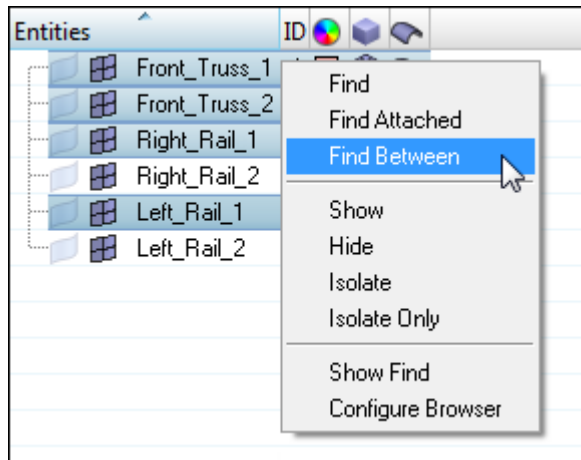 Entities ID
Front_Truss_1
Front_Truss_2
Right_Rail_1
Right_Rail_2
Left_Rail_1
Left_Rail_2
Find
Find Attached
Find Between
Show
Hide
Isolate
Isolate Only
Show Find
Configure Browser